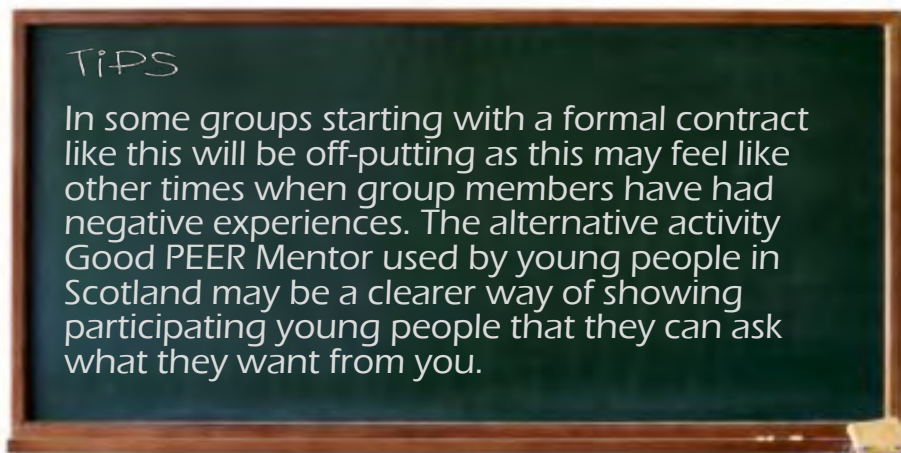 TiPS
In some groups starting with a formal contract
like this will be off-putting as this may feel like
other times when group members have had
negative experiences. The alternative activity
Good PEER Mentor used by young people in
Scotland may be a clearer way of showing
participating young people that they can ask
what they want from you.